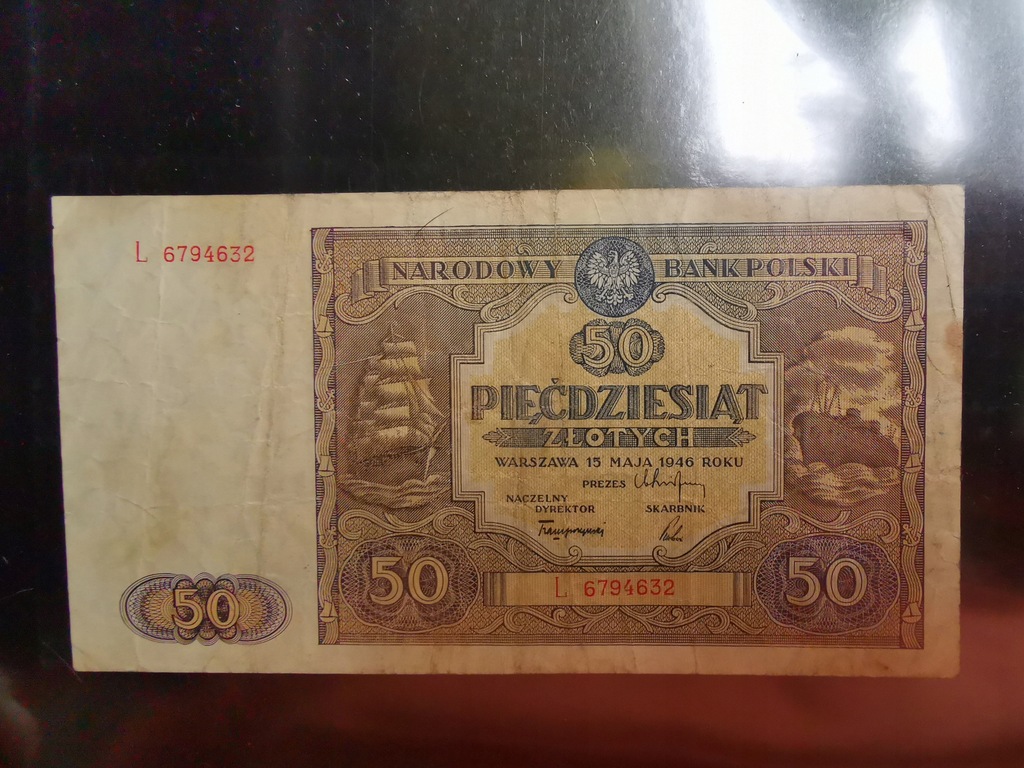 L 6794632
NARODOWY BANK POLSKI
50
PIĘĆDZIESIĄT
ZŁOTYCH
WARSZAWA 15 MAJA 1946 ROKU
PREZES
NACZELNY
DYREKTOR
SKARBNIK
50
50
L 6794632
50